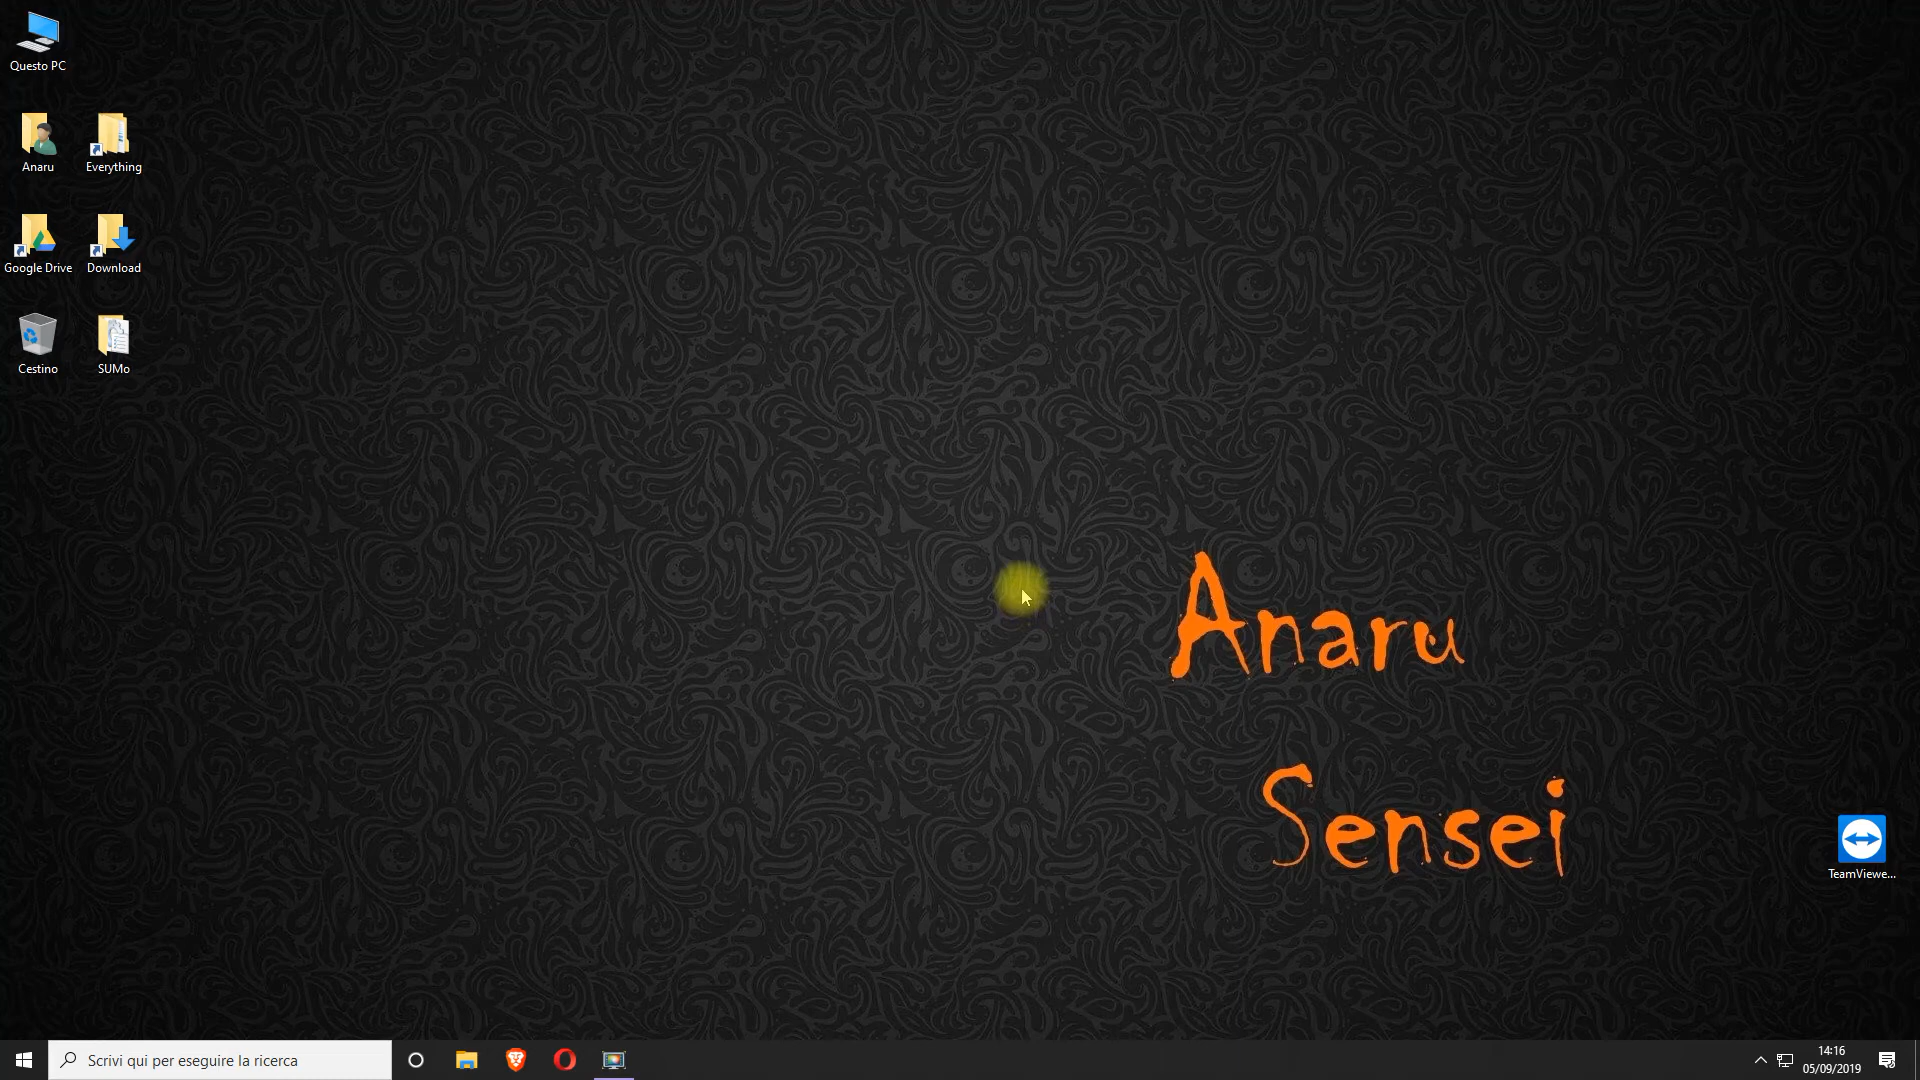 Questo PC
Anaru
Everything
Google Drive
Download
Cestino
SUMo
Anaru
Sensei
TeamViewe...
Scrivi qui per eseguire la ricerca
14:16
05/09/2019